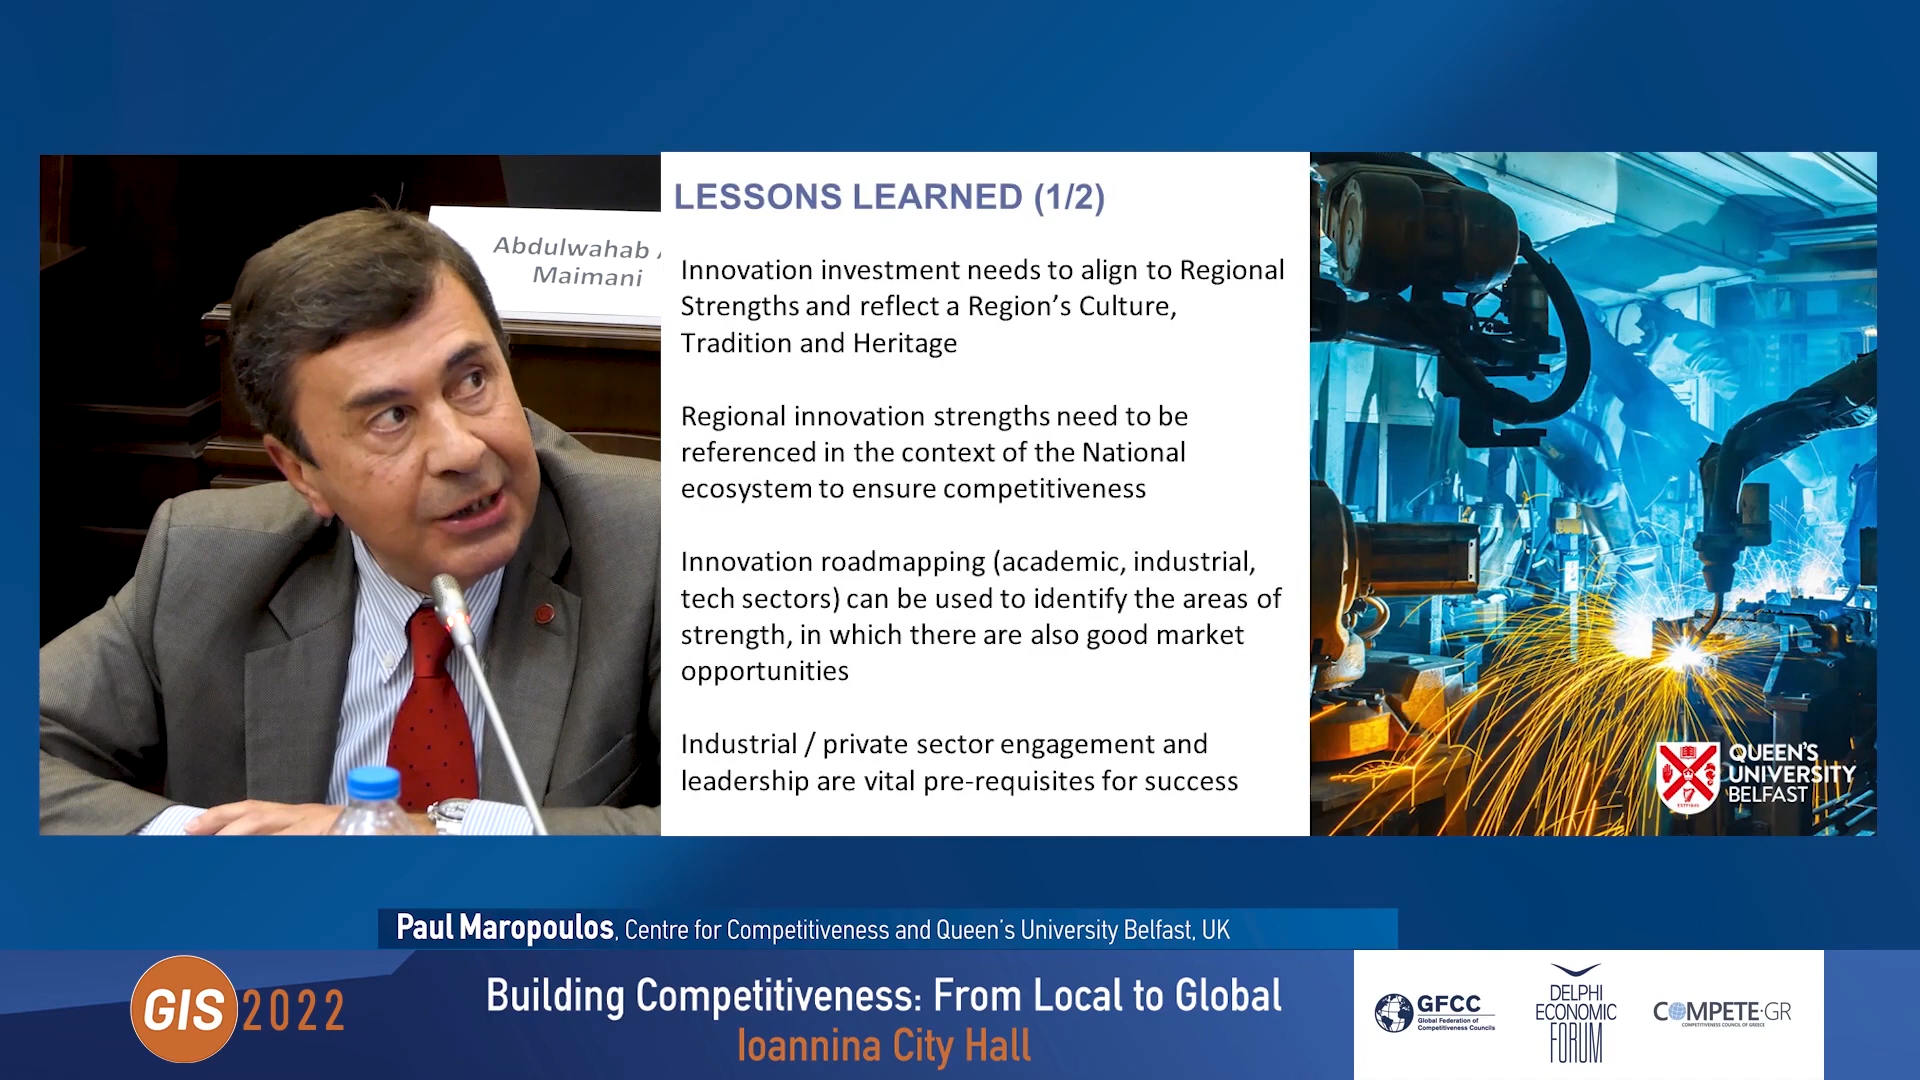 Abdulwahab
Maimani
LESSONS LEARNED (1/2)
Innovation investment needs to align to Regional
Strengths and reflect a Region’s Culture,
Tradition and Heritage
Regional innovation strengths need to be
referenced in the context of the National
ecosystem to ensure competitiveness
Innovation roadmapping (academic, industrial,
tech sectors) can be used to identify the areas of
strength, in which there are also good market
opportunities
Industrial / private sector engagement and
leadership are vital pre-requisites for success
QUEEN’S
UNIVERSITY
BELFAST
Paul Maropoulos, Centre for Competitiveness and Queen’s University Belfast, UK
GIS 2022
Building Competitiveness: From Local to Global
Ioannina City Hall
GFCC
Global Federation of
Competitiveness Councils
DELPHI
ECONOMIC
FORUM
COMPETE·GR
COMPETITIVENESS COUNCIL OF GREECE